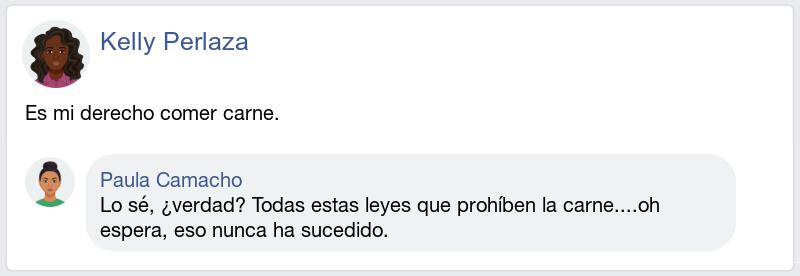 Kelly Perlaza
Es mi derecho comer carne.
Paula Camacho
Lo sé, ¿verdad? Todas estas leyes que prohíben la carne....oh
espera, eso nunca ha sucedido.